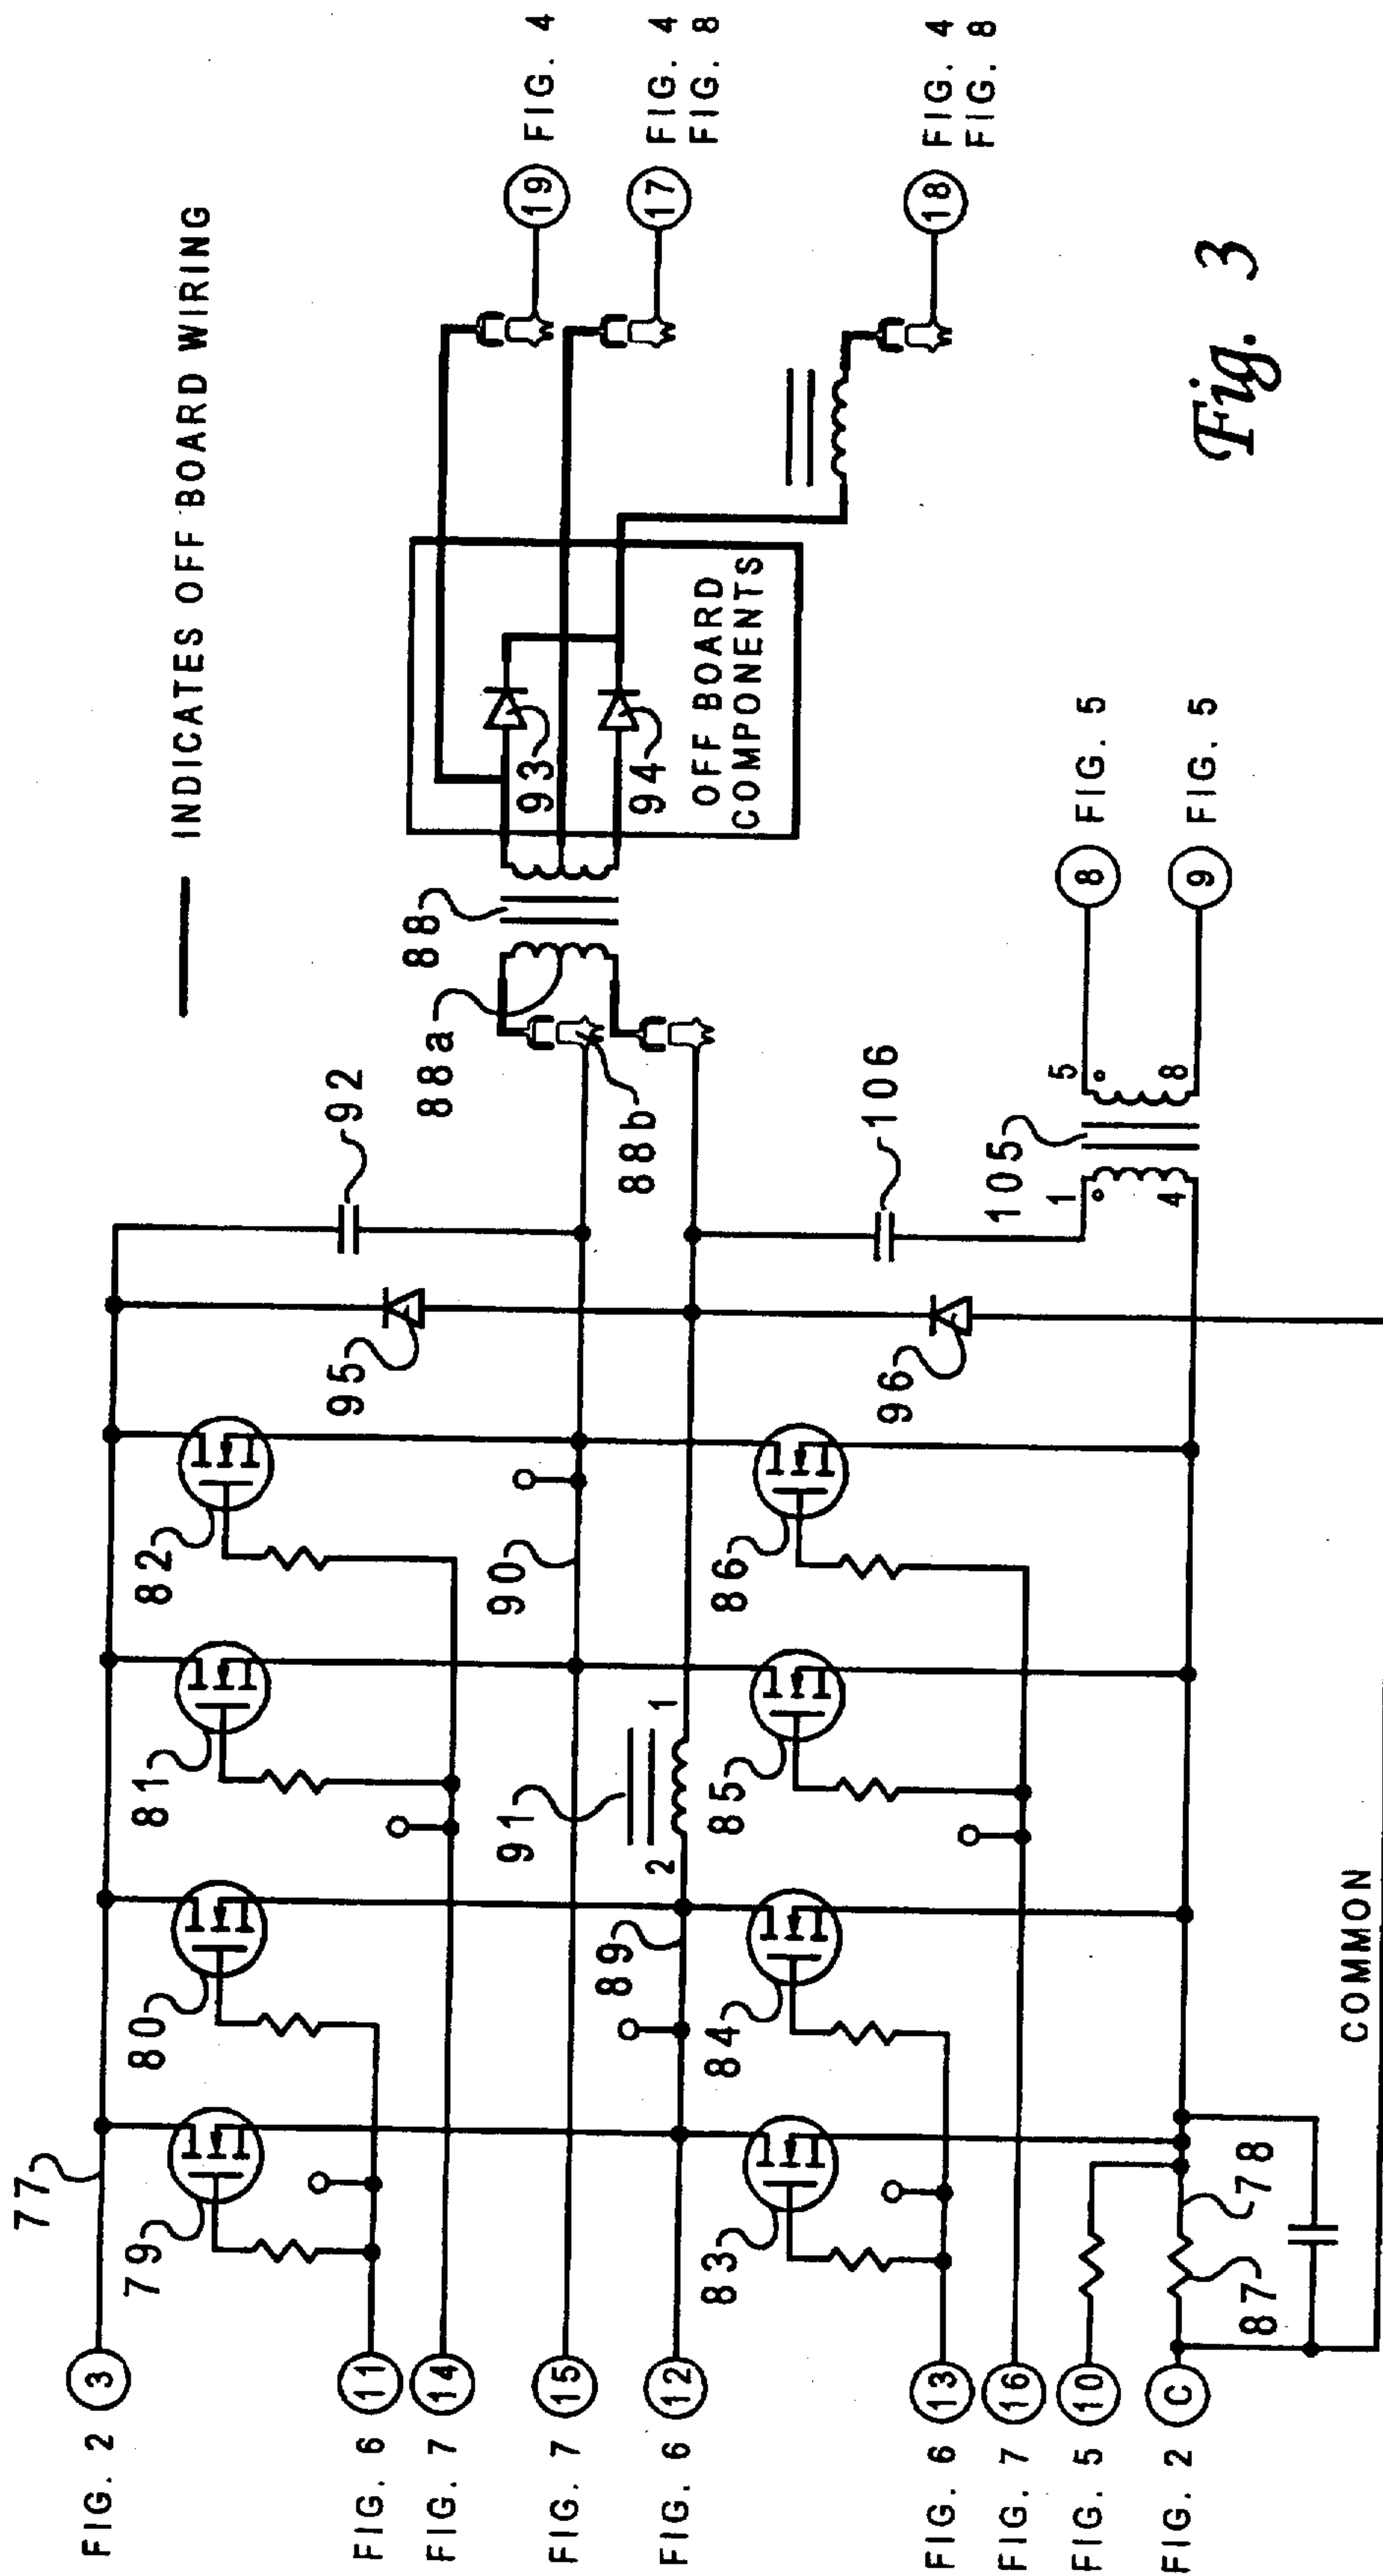 INDICATES OFF BOARD WIRING
FIG. 2
3
77
79
80
81
82
95
92
FIG. 6
11
FIG. 7
14
FIG. 7
15
90
88
88a
88b
93
94
OFF BOARD
COMPONENTS
19
FIG. 4
17
FIG. 4
FIG. 8
18
FIG. 4
FIG. 8
FIG. 6
12
89
91
2
1
83
84
85
86
96
106
FIG. 6
13
FIG. 7
16
FIG. 5
10
FIG. 2
C
87
78
105
1
4
5
8
8
FIG. 5
9
FIG. 5
COMMON
Fig. 3